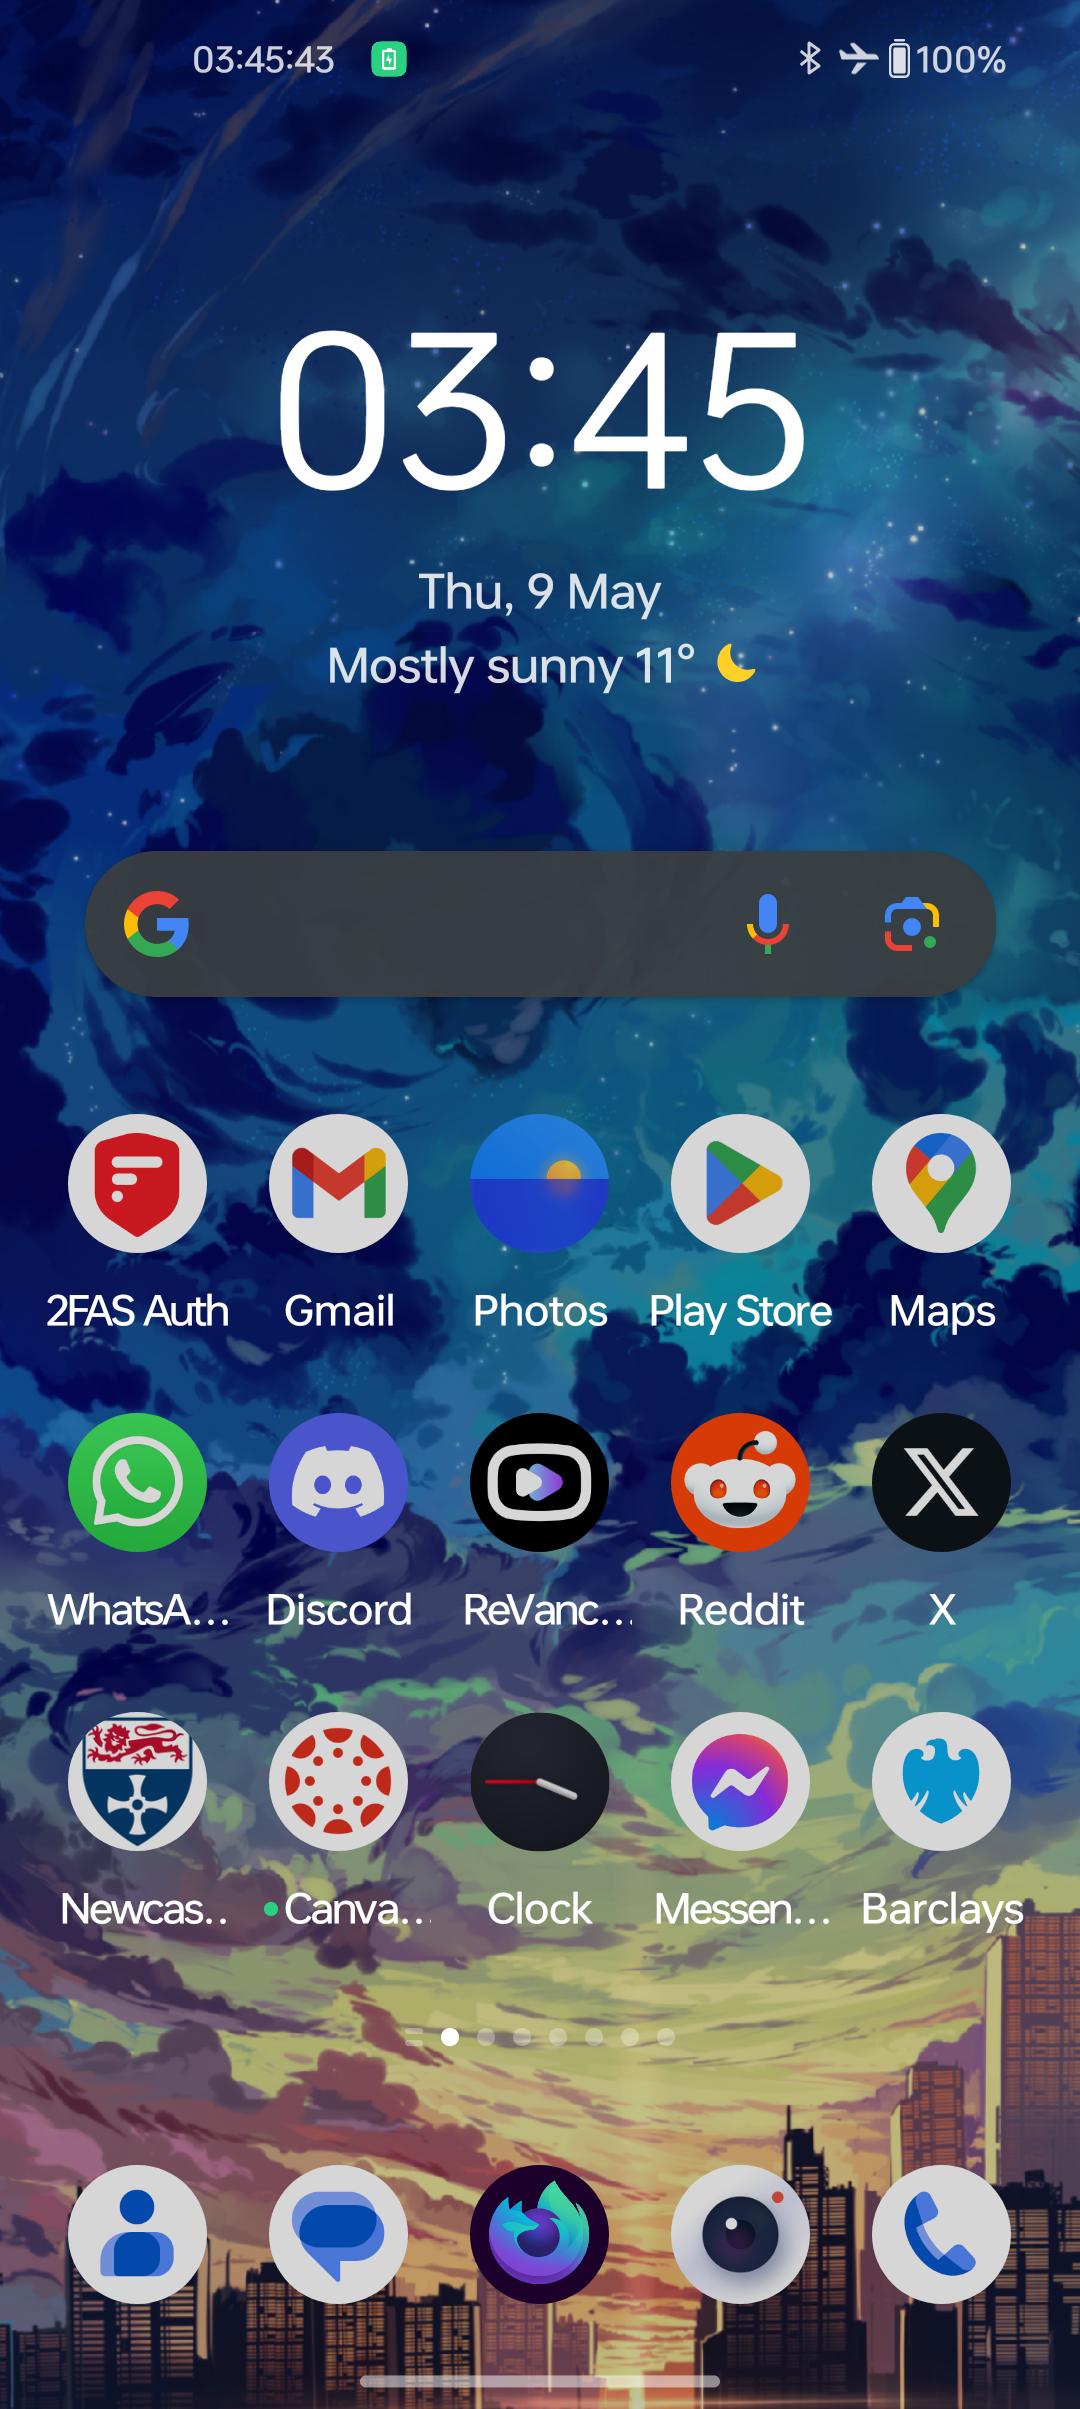 03:45:43 100%
03:45
Thu, 9 May
Mostly sunny 11°
2FAS Auth Gmail Photos Play Store Maps
WhatsA... Discord ReVanc... Reddit X
Newcas.. Canva... Clock Messen... Barclays